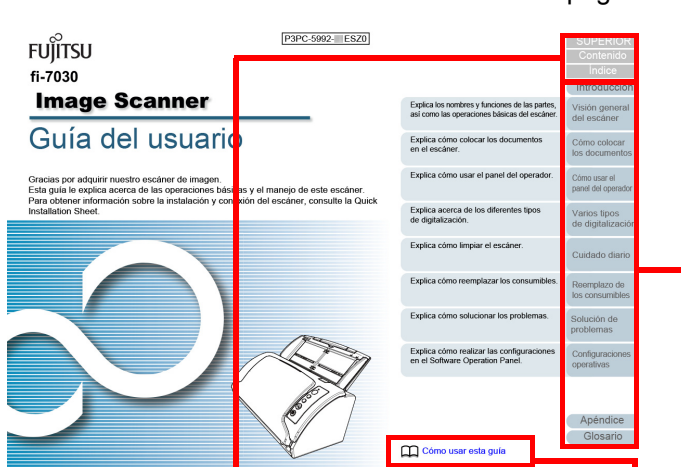 pag
P3PC-5992- ESZ0
FUJITSU
fi-7030
Image Scanner
Guía del usuario
Gracias por adquirir nuestro escáner de imagen.
Esta guía le explica acerca de las operaciones básicas y el manejo de este escáner.
Para obtener información sobre la instalación y conexión del escáner, consulte la Quick
Installation Sheet.
SUPERIOR
Contenido
Índice
Introducción
Explica los nombres y funciones de las partes,
así como las operaciones básicas del escáner.
Visión general
del escáner
Explica cómo colocar los documentos
en el escáner.
Cómo colocar
los documentos
Explica cómo usar el panel del operador.
Cómo usar el
panel del operador
Explica acerca de los diferentes tipos
de digitalización.
Varios tipos
de digitalización
Explica cómo limpiar el escáner.
Cuidado diario
Explica cómo reemplazar los consumibles.
Reemplazo de
los consumibles
Explica cómo solucionar los problemas.
Solución de
problemas
Explica cómo realizar las configuraciones
en el Software Operation Panel.
Configuraciones
operativas
Apéndice
Glosario
Cómo usar esta guía